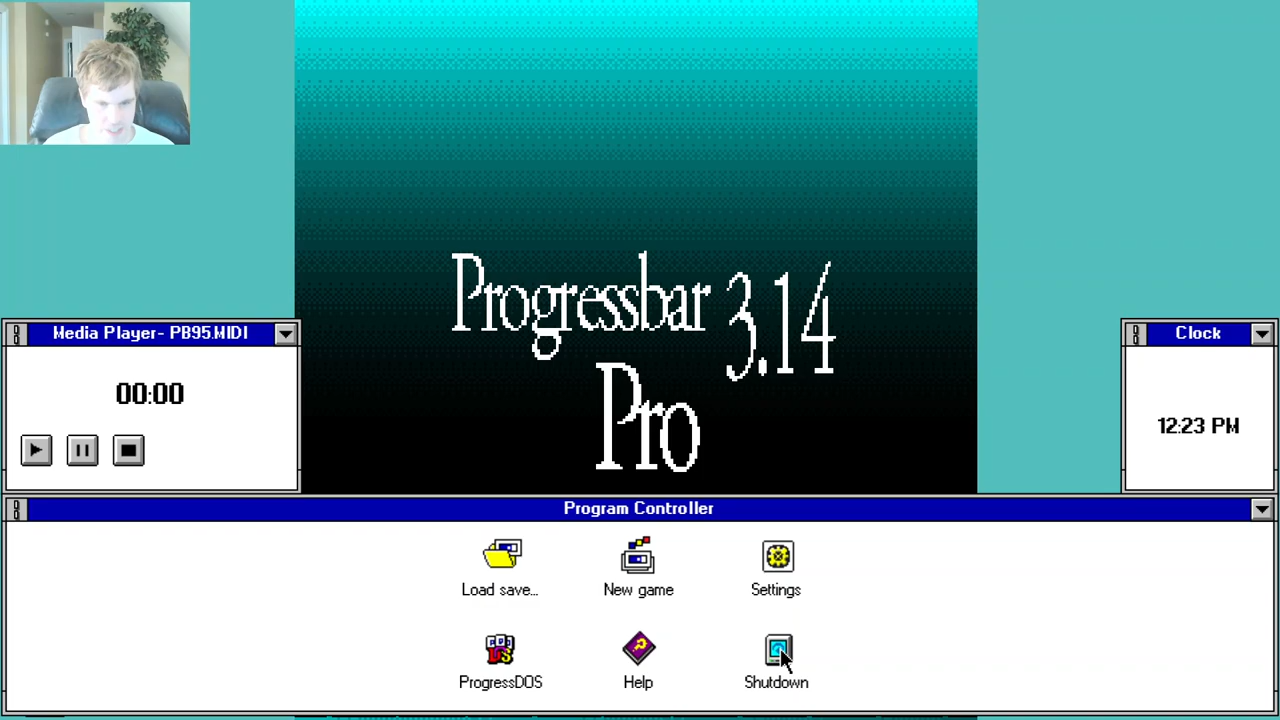 Progressbar 3.14
Pro
Media Player- PB95.MIDI
00:00
Clock
12:23 PM
Program Controller
Load save...
New game
Settings
ProgressDOS
Help
Shutdown